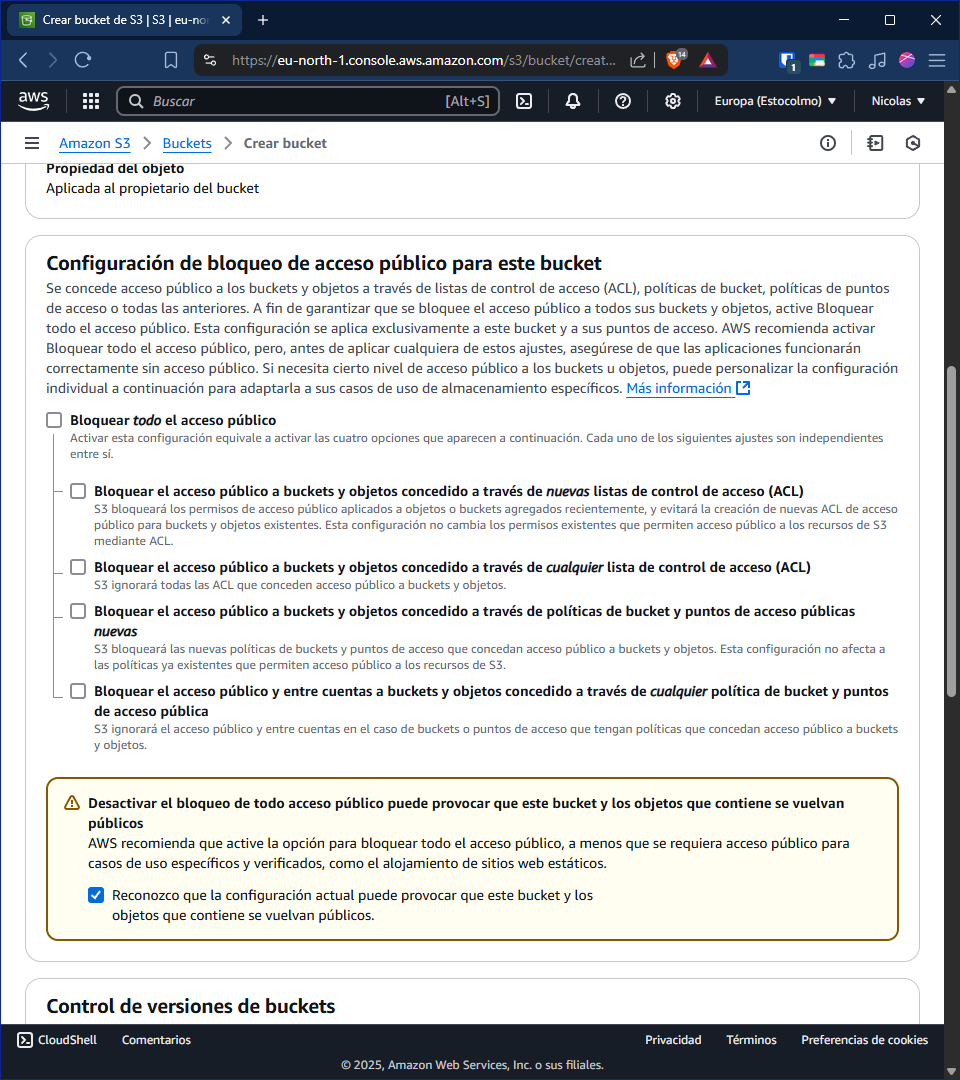 Crear bucket de S3 | S3 | eu-nor
https://eu-north-1.console.aws.amazon.com/s3/bucket/creat...
14
1
aws
Buscar
[Alt+S]
Europa (Estocolmo)
Nicolas
Amazon S3
Buckets
Crear bucket
Propiedad del objeto
Aplicada al propietario del bucket
Configuración de bloqueo de acceso público para este bucket
Se concede acceso público a los buckets y objetos a través de listas de control de acceso (ACL), políticas de bucket, políticas de puntos
de acceso o todas las anteriores. A fin de garantizar que se bloquee el acceso público a todos sus buckets y objetos, active Bloquear
todo el acceso público. Esta configuración se aplica exclusivamente a este bucket y a sus puntos de acceso. AWS recomienda activar
Bloquear todo el acceso público, pero, antes de aplicar cualquiera de estos ajustes, asegúrese de que las aplicaciones funcionarán
correctamente sin acceso público. Si necesita cierto nivel de acceso público a los buckets u objetos, puede personalizar la configuración
individual a continuación para adaptarla a sus casos de uso de almacenamiento específicos. Más información
Bloquear todo el acceso público
Activar esta configuración equivale a activar las cuatro opciones que aparecen a continuación. Cada uno de los siguientes ajustes son independientes
entre sí.
Bloquear el acceso público a buckets y objetos concedido a través de nuevas listas de control de acceso (ACL)
S3 bloqueará los permisos de acceso público aplicados a objetos o buckets agregados recientemente, y evitará la creación de nuevas ACL de acceso
público para buckets y objetos existentes. Esta configuración no cambia los permisos existentes que permiten acceso público a los recursos de S3
mediante ACL.
Bloquear el acceso público a buckets y objetos concedido a través de cualquier lista de control de acceso (ACL)
S3 ignorará todas las ACL que conceden acceso público a buckets y objetos.
Bloquear el acceso público a buckets y objetos concedido a través de políticas de bucket y puntos de acceso públicas
nuevas
S3 bloqueará las nuevas políticas de buckets y puntos de acceso que concedan acceso público a buckets y objetos. Esta configuración no afecta a
las políticas ya existentes que permiten acceso público a los recursos de S3.
Bloquear el acceso público y entre cuentas a buckets y objetos concedido a través de cualquier política de bucket y puntos
de acceso pública
S3 ignorará el acceso público y entre cuentas en el caso de buckets o puntos de acceso que tengan políticas que concedan acceso público a buckets
y objetos.
Desactivar el bloqueo de todo acceso público puede provocar que este bucket y los objetos que contiene se vuelvan
públicos
AWS recomienda que active la opción para bloquear todo el acceso público, a menos que se requiera acceso público para
casos de uso específicos y verificados, como el alojamiento de sitios web estáticos.
Reconozco que la configuración actual puede provocar que este bucket y los
objetos que contiene se vuelvan públicos.
Control de versiones de buckets
CloudShell
Comentarios
Privacidad
Términos
Preferencias de cookies
© 2025, Amazon Web Services, Inc. o sus filiales.